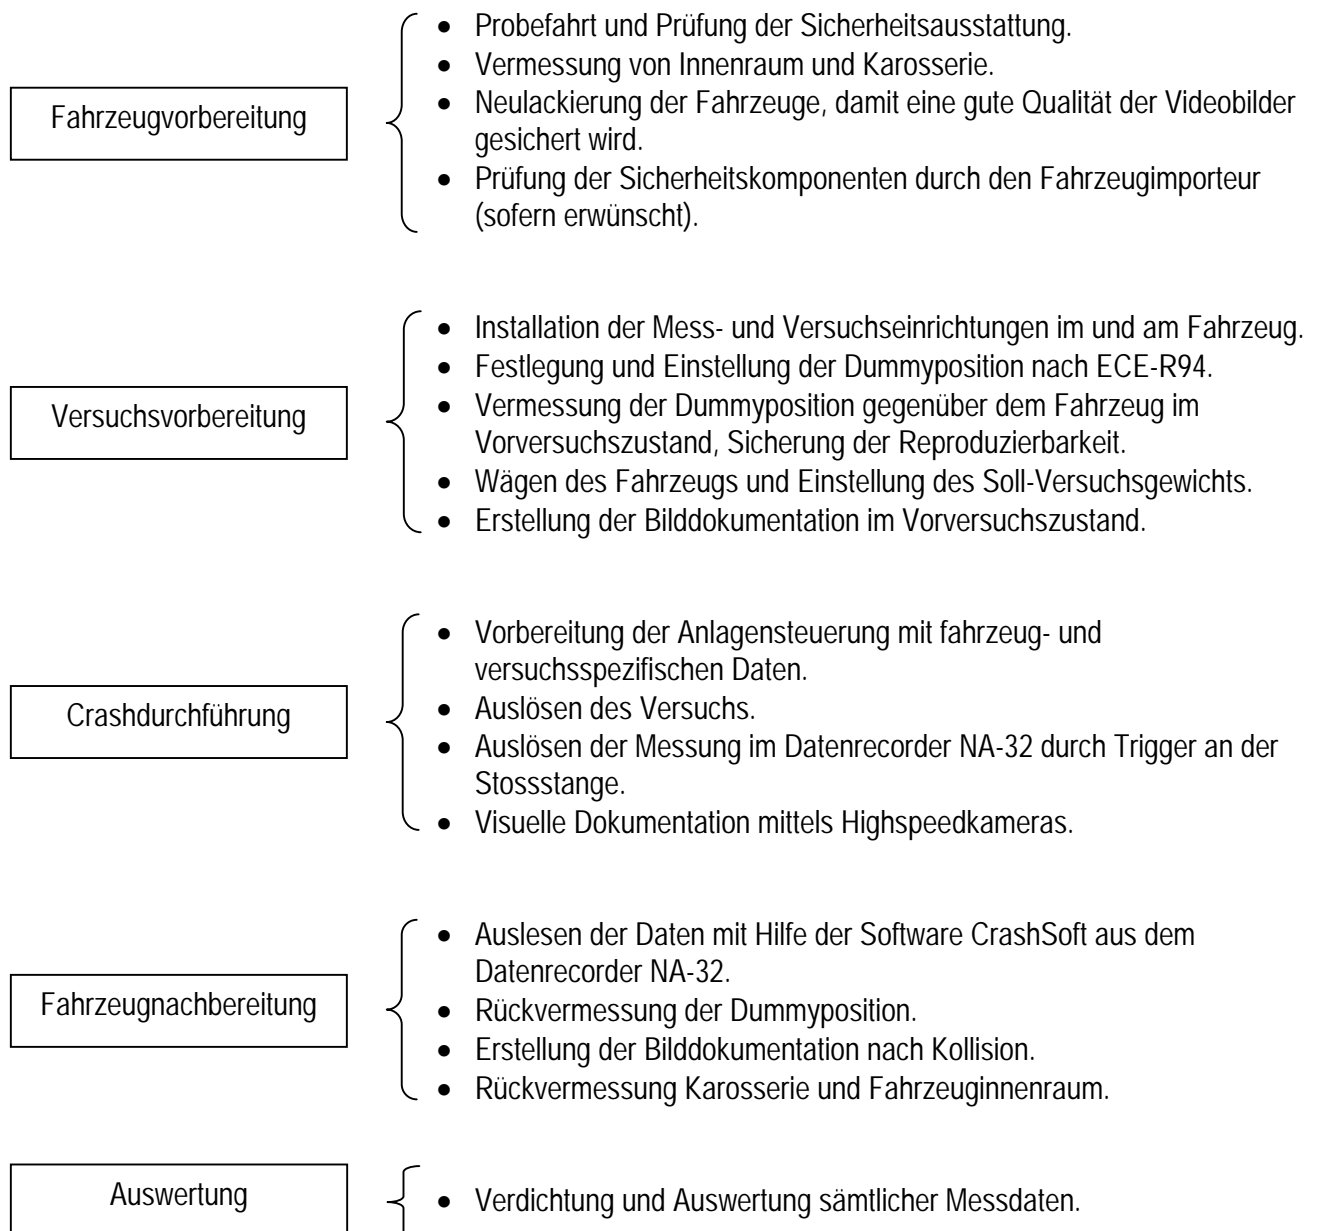 Fahrzeugvorbereitung
• Probefahrt und Prüfung der Sicherheitsausstattung.
• Vermessung von Innenraum und Karosserie.
• Neulackierung der Fahrzeuge, damit eine gute Qualität der Videobilder
gesichert wird.
• Prüfung der Sicherheitskomponenten durch den Fahrzeugimporteur
(sofern erwünscht).
Versuchsvorbereitung
• Installation der Mess- und Versuchseinrichtungen im und am Fahrzeug.
• Festlegung und Einstellung der Dummyposition nach ECE-R94.
• Vermessung der Dummyposition gegenüber dem Fahrzeug im
Vorversuchszustand, Sicherung der Reproduzierbarkeit.
• Wägen des Fahrzeugs und Einstellung des Soll-Versuchsgewichts.
• Erstellung der Bilddokumentation im Vorversuchszustand.
Crashdurchführung
• Vorbereitung der Anlagensteuerung mit fahrzeug- und
versuchsspezifischen Daten.
• Auslösen des Versuchs.
• Auslösen der Messung im Datenrecorder NA-32 durch Trigger an der
Stossstange.
• Visuelle Dokumentation mittels Highspeedkameras.
Fahrzeugnachbereitung
• Auslesen der Daten mit Hilfe der Software CrashSoft aus dem
Datenrecorder NA-32.
• Rückvermessung der Dummyposition.
• Erstellung der Bilddokumentation nach Kollision.
• Rückvermessung Karosserie und Fahrzeuginnenraum.
Auswertung
• Verdichtung und Auswertung sämtlicher Messdaten.